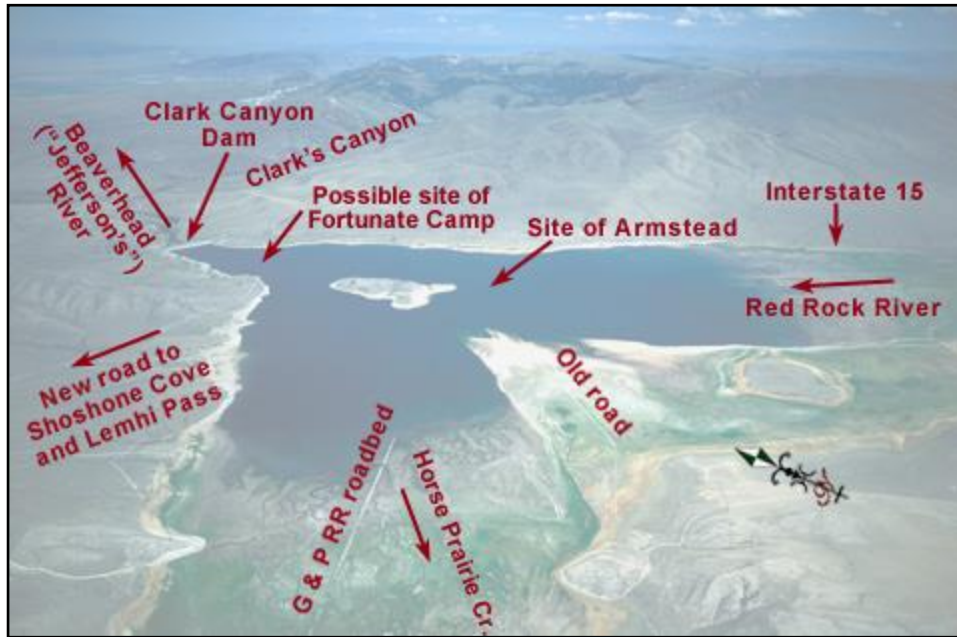 Clark Canyon
Dam
Beaverhead
("Jefferson's")
River
Clark's Canyon
Possible site of
Fortunate Camp
Site of Armstead
Interstate 15
Red Rock River
New road to
Shoshone Cove
and Lemhi Pass
Old road
G & P RR roadbed
Horse Prairie Cr.